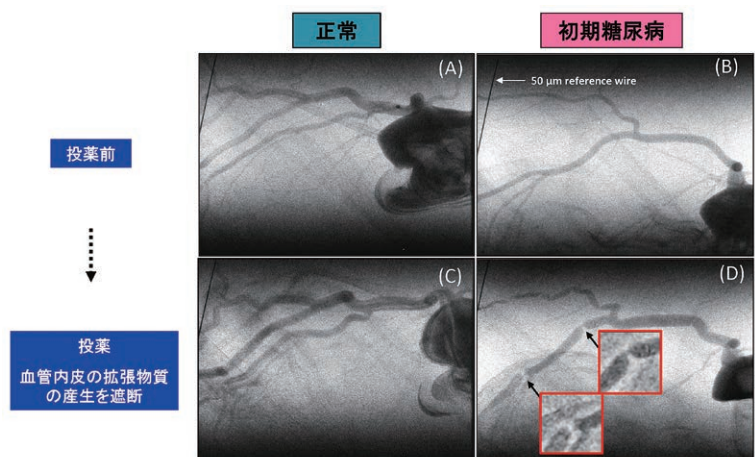 正常
初期糖尿病
(A)
50 μm reference wire
(B)
投薬前
(C)
(D)
投薬
血管内皮の拡張物質
の産生を遮断